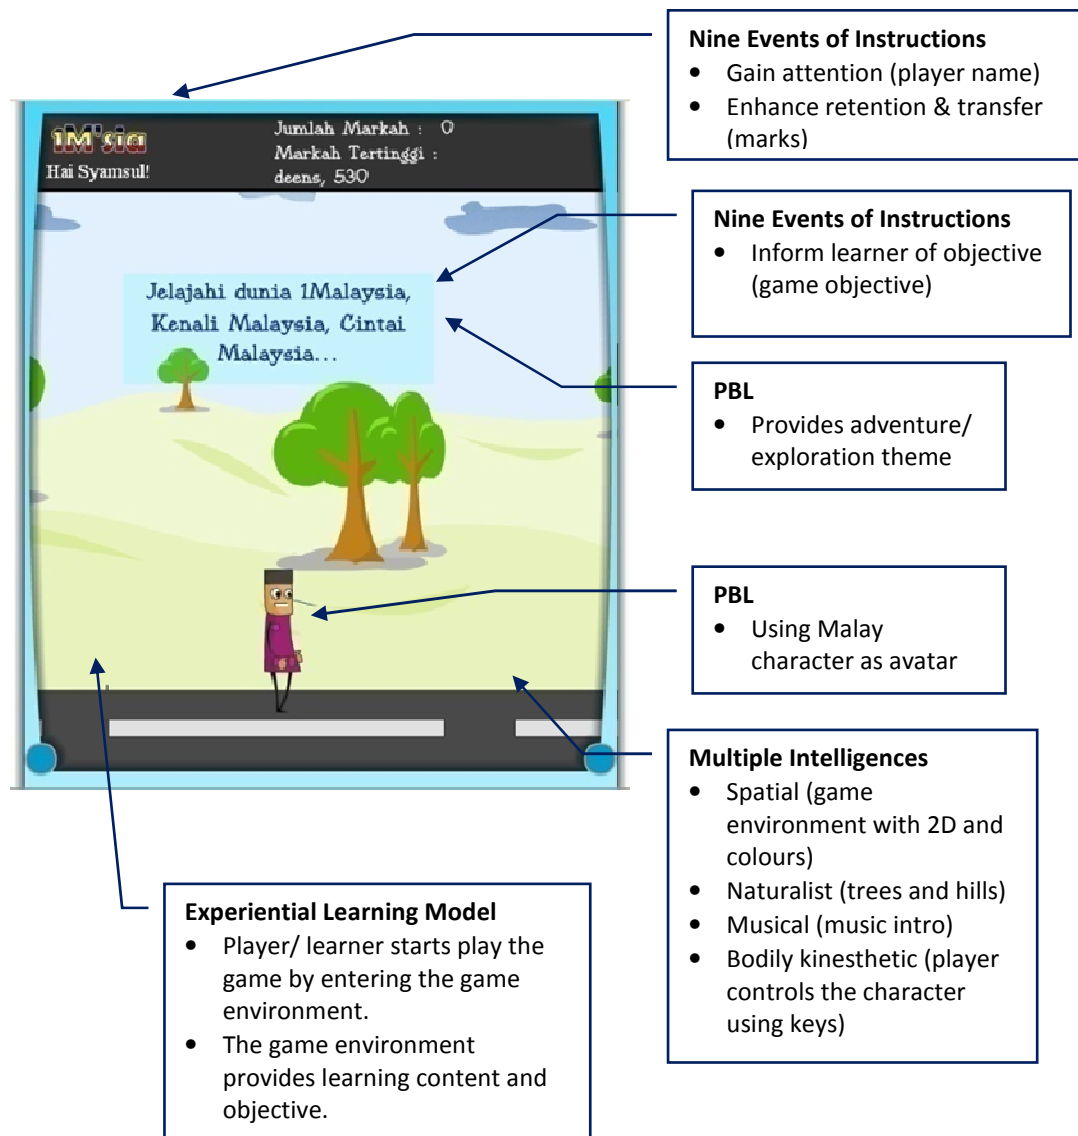 Nine Events of Instructions
• Gain attention (player name)
• Enhance retention & transfer
(marks)
1M'sia
Hai Syamsul!
Jumlah Markah : 0
Markah Tertinggi :
deens, 530
Nine Events of Instructions
• Inform learner of objective
(game objective)
Jelajahi dunia 1Malaysia,
Kenali Malaysia, Cintai
Malaysia...
PBL
• Provides adventure/
exploration theme
PBL
• Using Malay
character as avatar
Multiple Intelligences
• Spatial (game
environment with 2D and
colours)
• Naturalist (trees and hills)
• Musical (music intro)
• Bodily kinesthetic (player
controls the character
using keys)
Experiential Learning Model
• Player/ learner starts play the
game by entering the game
environment.
• The game environment
provides learning content and
objective.